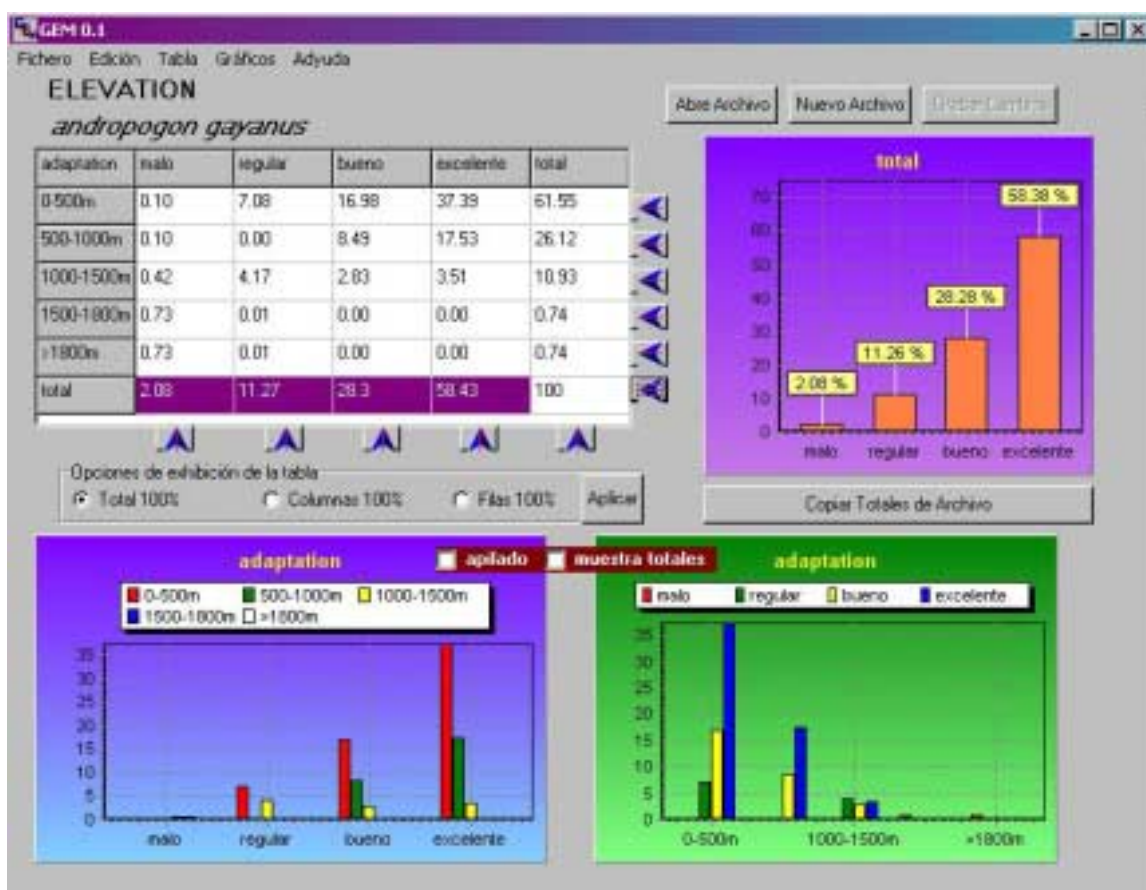 GEM 0.1
Fichero Edición Tabla Gráficos Adyuda
ELEVATION
andropogon gayanus
Abre Archivo Nuevo Archivo
adaptation malo regular bueno excelente total
0-500m 0.10 7.08 16.98 37.39 61.55
500-1000m 0.10 0.00 8.49 17.53 26.12
1000-1500m 0.42 4.17 2.83 3.51 10.93
1500-1800m 0.73 0.01 0.00 0.00 0.74
>1800m 0.73 0.01 0.00 0.00 0.74
total 2.08 11.27 28.3 58.43 100
Opciones de exhibición de la tabla
Total 100% Columnas 100% Filas 100% Aplicar
total
70
60
50
40
30
20
10
0
58.38 %
28.28 %
11.26 %
2.08 %
malo regular bueno excelente
Copiar Totales de Archivo
apilado muestra totales
adaptation
0-500m 500-1000m 1000-1500m
1500-1800m >1800m
35
30
25
20
15
10
5
0
malo regular bueno excelente
adaptation
malo regular bueno excelente
35
30
25
20
15
10
5
0
0-500m 1000-1500m >1800m